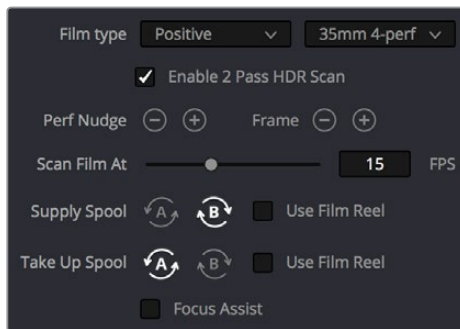 Film type Positive 35mm 4-perf
Enable 2 Pass HDR Scan
Perf Nudge Frame
Scan Film At 15 FPS
Supply Spool A B Use Film Reel
Take Up Spool A B Use Film Reel
Focus Assist